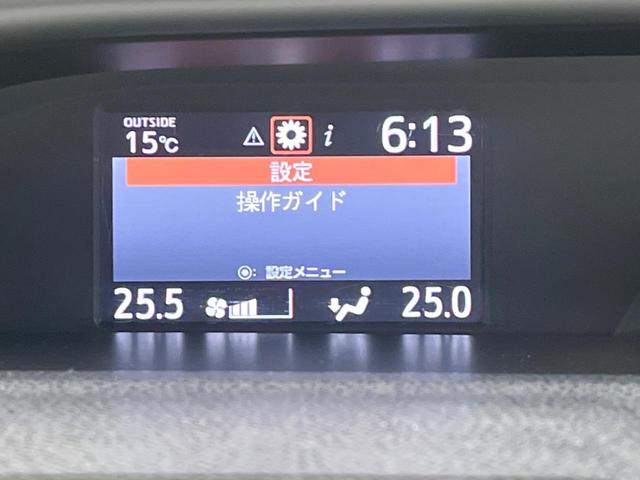 OUTSIDE
15℃ i 6:13
設定
操作ガイド
◉: 設定メニュー
25.5 25.0